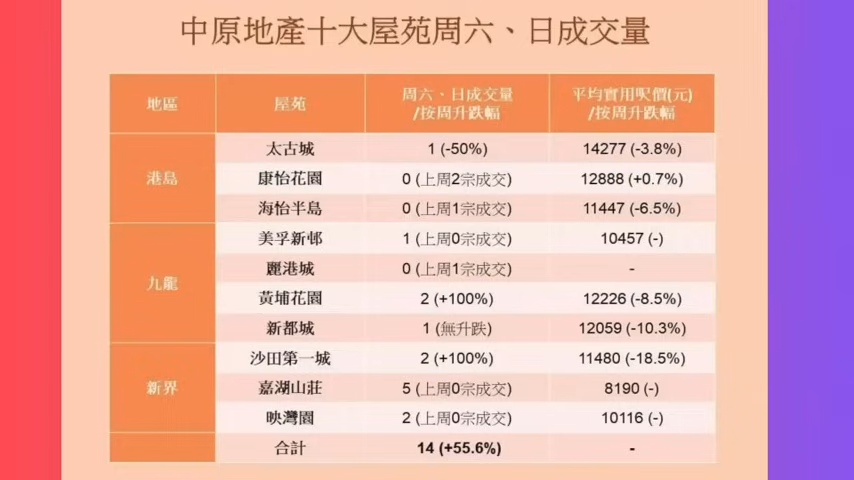 中原地產十大屋苑周六、日成交量
地區 屋苑 周六、日成交量 平均實用呎價(元)
/按周升跌幅 /按周升跌幅
港島 太古城 1 (-50%) 14277 (-3.8%)
康怡花園 0 (上周2宗成交) 12888 (+0.7%)
海怡半島 0 (上周1宗成交) 11447 (-6.5%)
九龍 美孚新邨 1 (上周0宗成交) 10457 (-)
麗港城 0 (上周1宗成交) -
黃埔花園 2 (+100%) 12226 (-8.5%)
新都城 1 (無升跌) 12059 (-10.3%)
新界 沙田第一城 2 (+100%) 11480 (-18.5%)
嘉湖山莊 5 (上周0宗成交) 8190 (-)
映灣園 2 (上周0宗成交) 10116 (-)
合計 14 (+55.6%) -